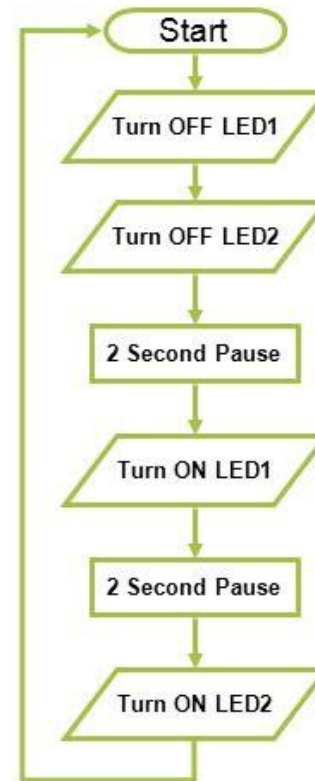 Start
Turn OFF LED1
Turn OFF LED2
2 Second Pause
Turn ON LED1
2 Second Pause
Turn ON LED2